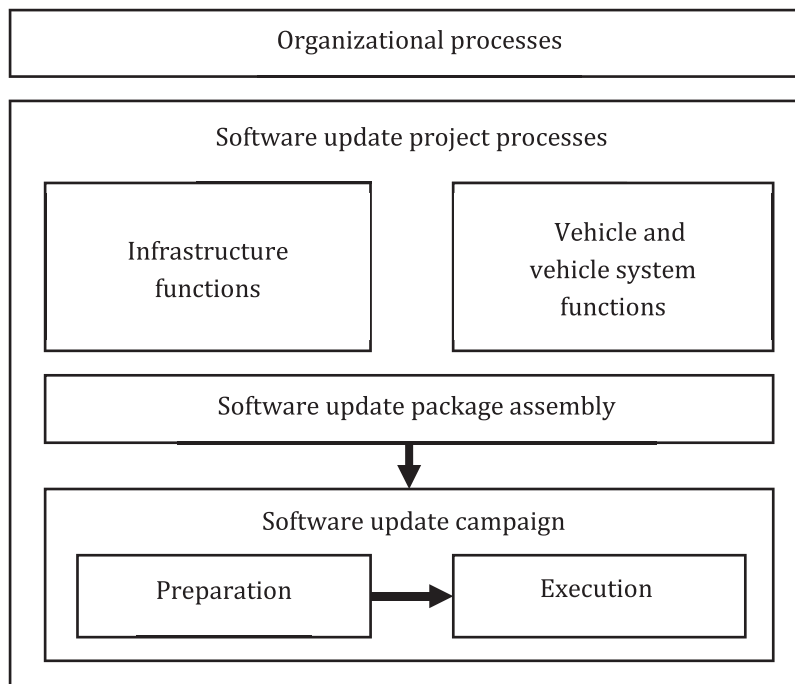 Organizational processes
Software update project processes
Infrastructure
functions
Vehicle and
vehicle system
functions
Software update package assembly
Software update campaign
Preparation
Execution